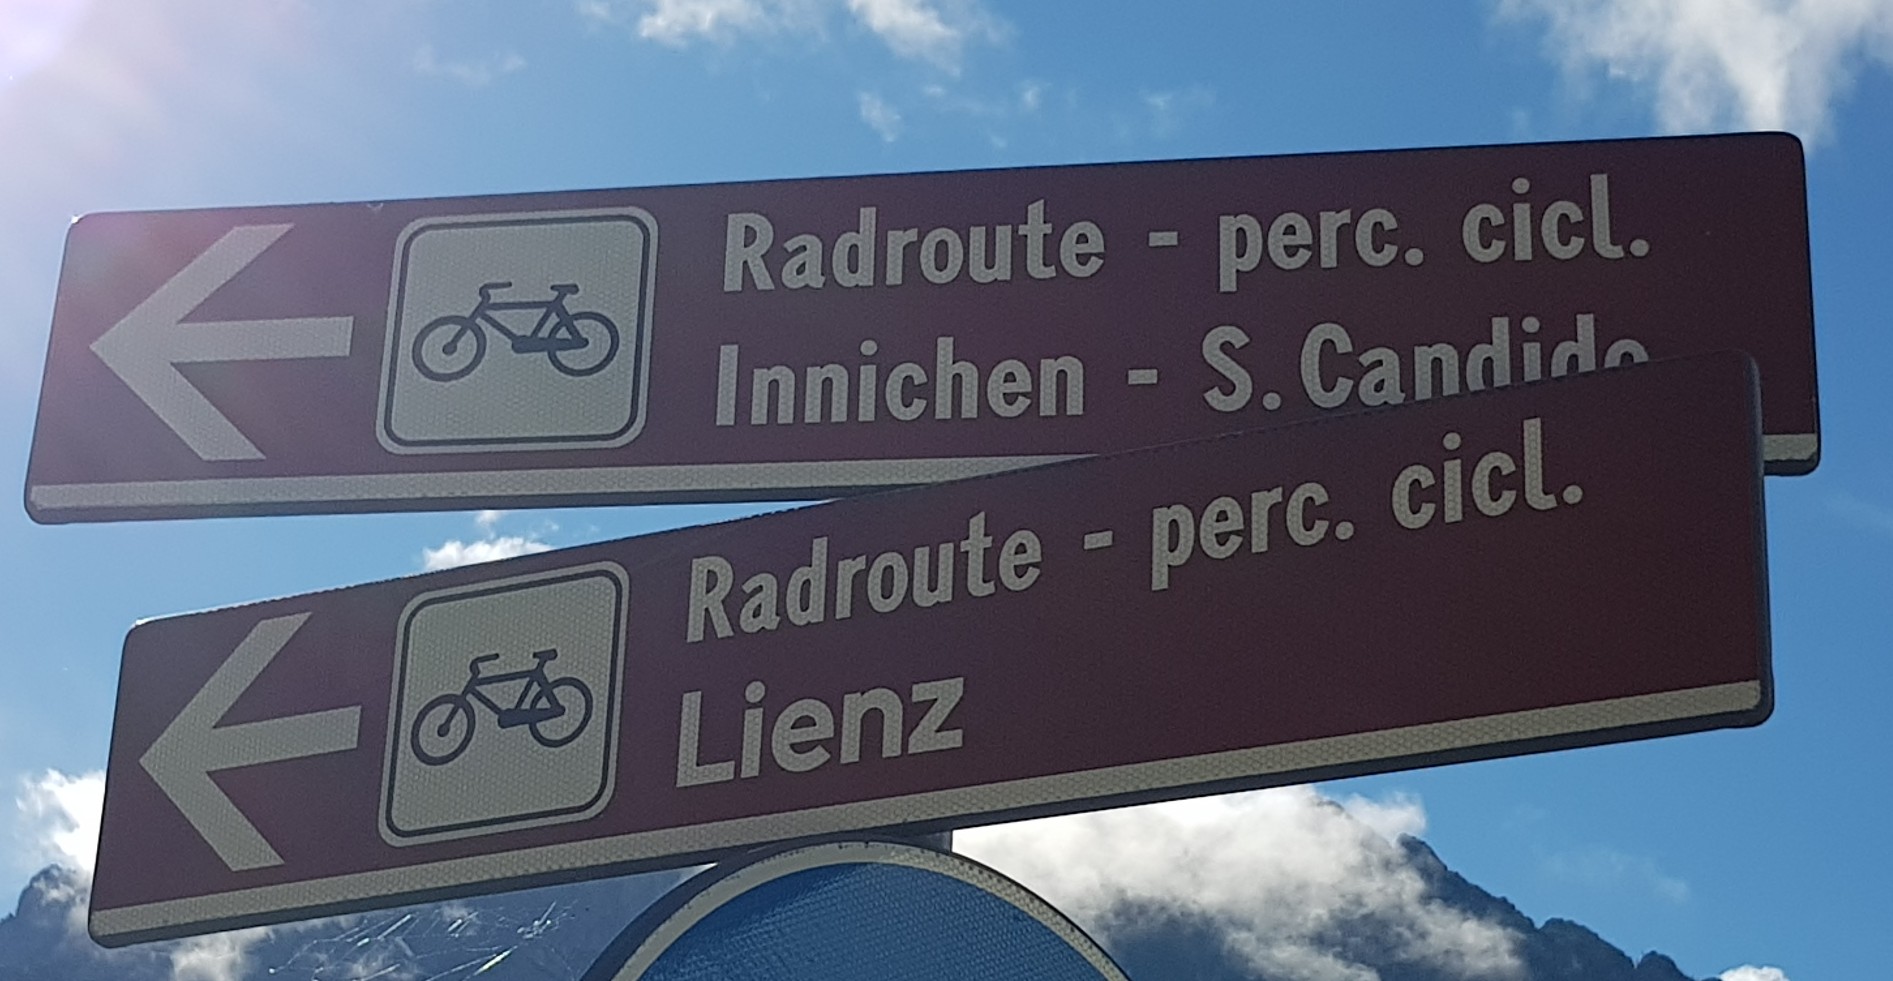 Radroute - perc. cicl.
Innichen - S. Candido
Radroute - perc. cicl.
Lienz